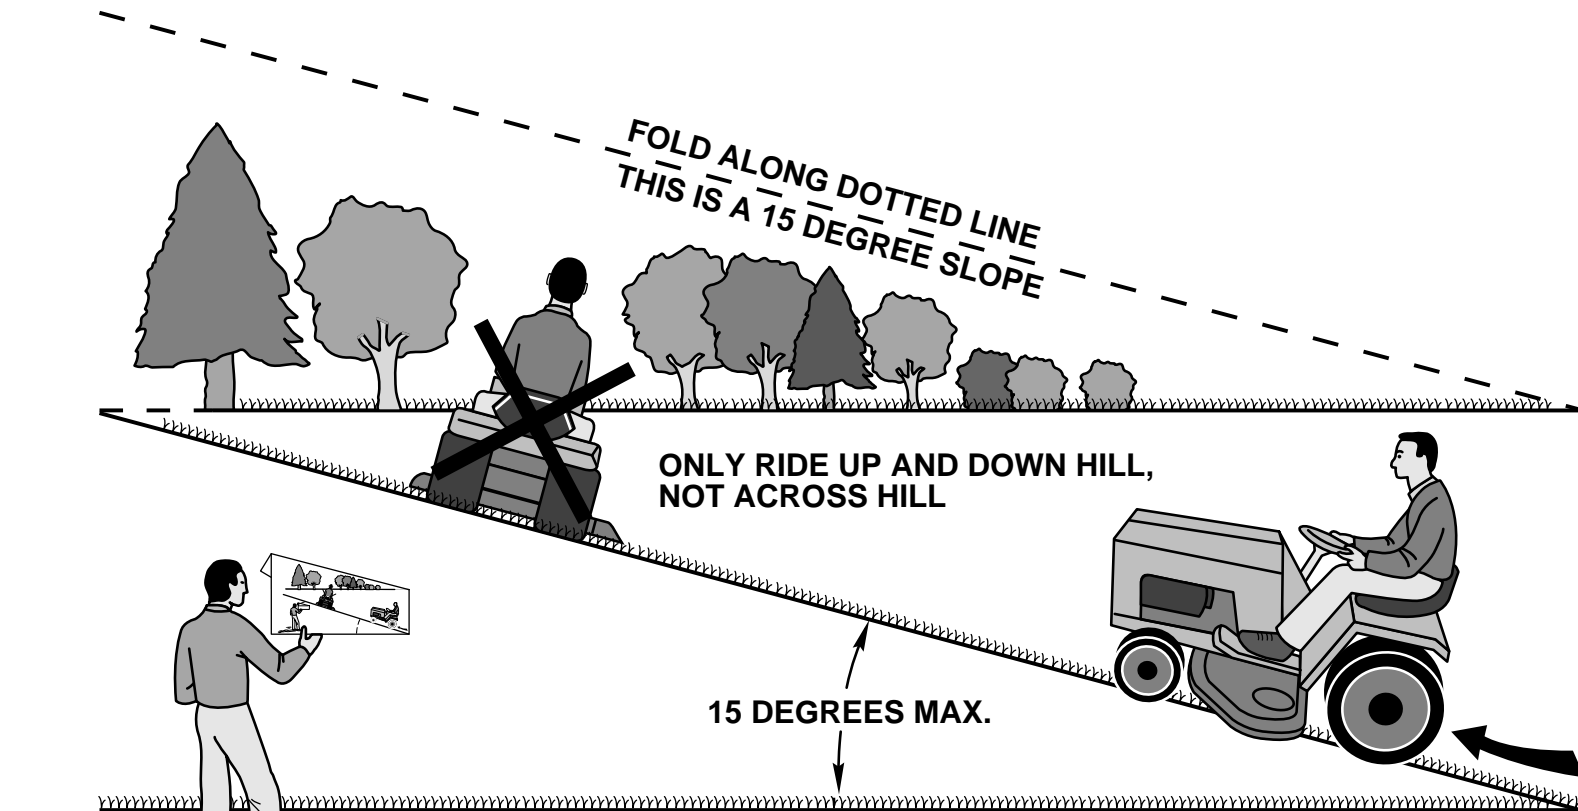 FOLD ALONG DOTTED LINE
THIS IS A 15 DEGREE SLOPE
ONLY RIDE UP AND DOWN HILL,
NOT ACROSS HILL
15 DEGREES MAX.